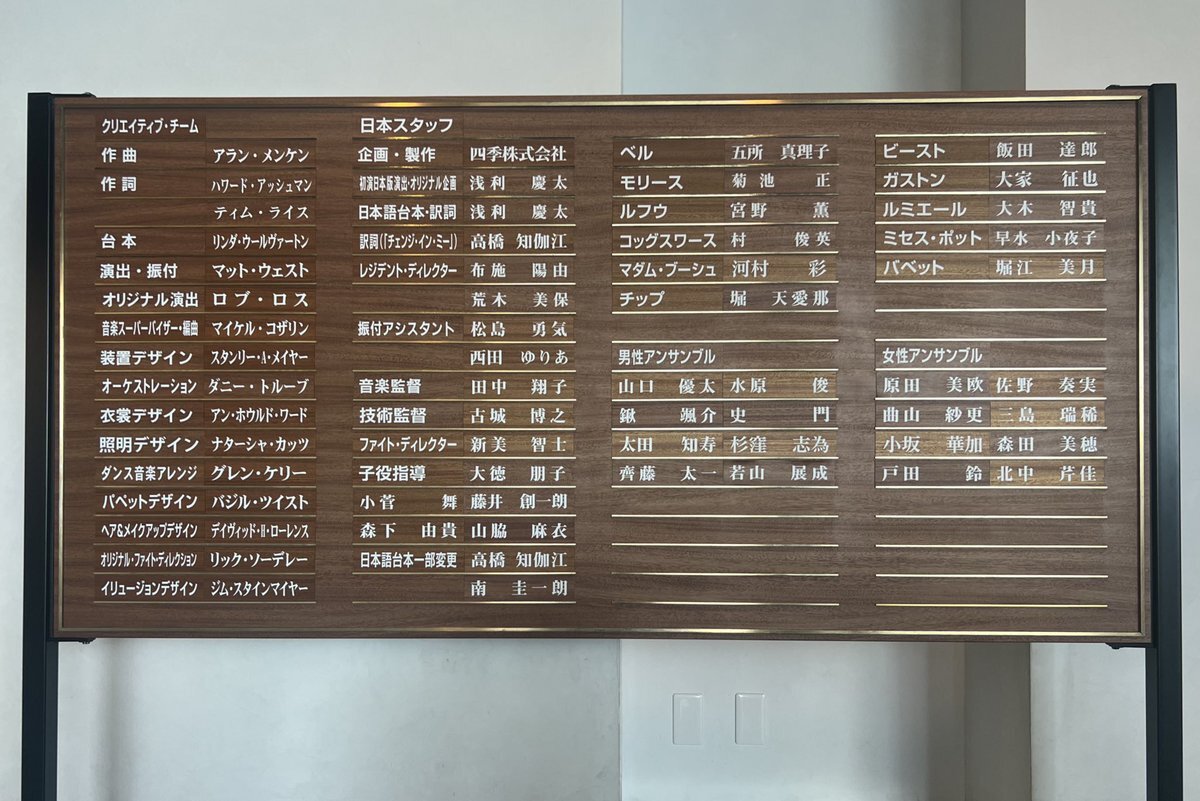 クリエイティブ・チーム
作曲 アラン・メンケン
作詞 ハワード・アッシュマン
ティム・ライス
台本 リンダ・ウールヴァートン
演出・振付 マット・ウェスト
オリジナル演出 ロブ・ロス
音楽スーパーバイザー・編曲 マイケル・コザリン
装置デザイン スタンリー・A・メイヤー
オーケストレーション ダニー・トループ
衣裳デザイン アン・ホウルド・ワード
照明デザイン ナターシャ・カッツ
ダンス音楽アレンジ グレン・ケリー
パペットデザイン バジル・ツイスト
ヘア&メイクアップデザイン デイヴィッド・H・ローレンス
オリジナル・ファイト・ディレクション リック・ソーデレー
イリュージョンデザイン ジム・スタインマイヤー
日本スタッフ
企画・製作 四季株式会社
初演日本版演出・オリジナル企画 浅利 慶太
日本語台本・訳詞 浅利 慶太
訳詞(「チェンジ・イン・ミー」) 高橋 知伽江
レジデント・ディレクター 布施 陽由
荒木 美保
振付アシスタント 松島 勇気
西田 ゆりあ
音楽監督 田中 翔子
技術監督 古城 博之
ファイト・ディレクター 新美 智士
子役指導 大徳 朋子
小菅 舞 藤井 創一朗
森下 由貴 山脇 麻衣
日本語台本一部変更 高橋 知伽江
南 圭一朗
ベル 五所 真理子
モリース 菊池 正
ルフウ 宮野 薫
コッグスワース 村 俊英
マダム・ブーシュ 河村 彩
チップ 堀 天愛那
男性アンサンブル
山口 優太 水原 俊
鍬 颯介 史 門
太田 知寿 杉窪 志為
齊藤 太一 若山 展成
ビースト 飯田 達郎
ガストン 大家 征也
ルミエール 大木 智貴
ミセス・ポット 早水 小夜子
バベット 堀江 美月
女性アンサンブル
原田 美欧 佐野 奏実
曲山 紗更 三島 瑞稀
小坂 華加 森田 美穂
戸田 鈴 北中 芹佳